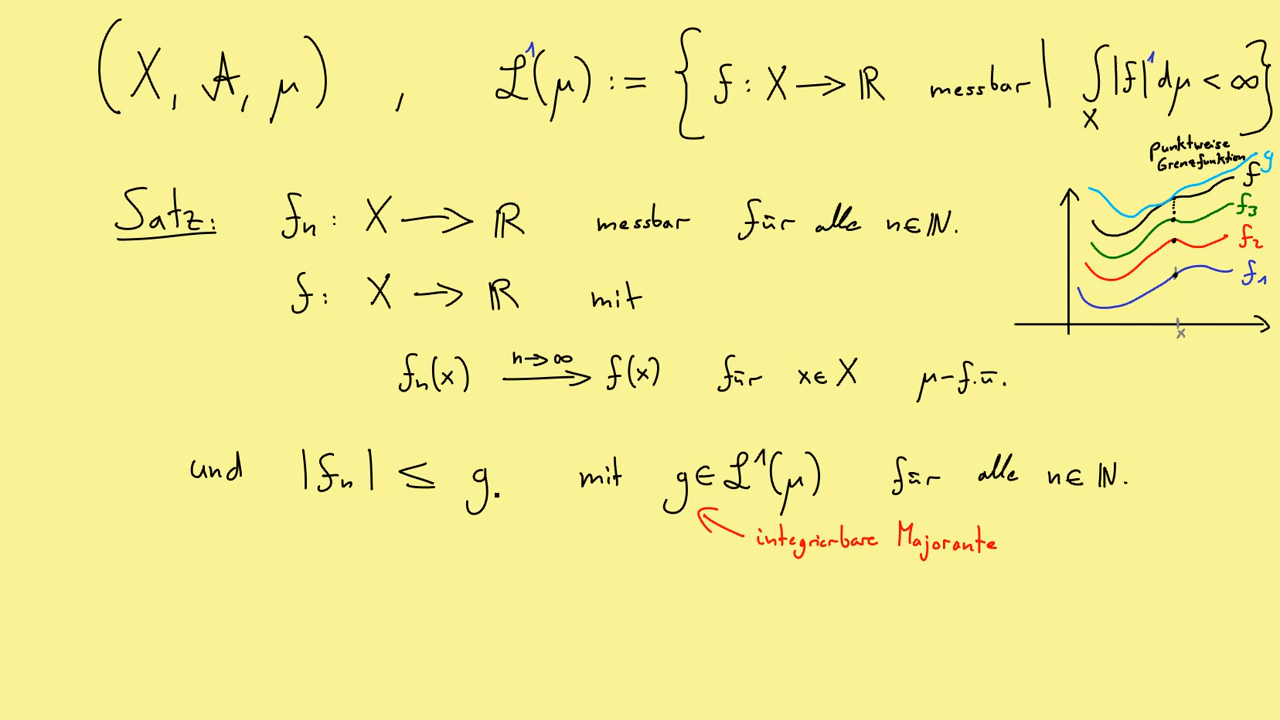 (X, A, μ) , ℒ¹(μ) := { f : X → ℝ messbar | ∫_X |f|¹ dμ < ∞ }
punktweise
Grenzfunktion
g
f
f₃
f₂
f₁
x
Satz: fₙ : X → ℝ messbar für alle n∈ℕ.
f : X → ℝ mit
fₙ(x) —n→∞→ f(x) für x∈X μ-f.ü.
und |fₙ| ≤ g. mit g∈ℒ¹(μ) für alle n∈ℕ.
integrierbare Majorante